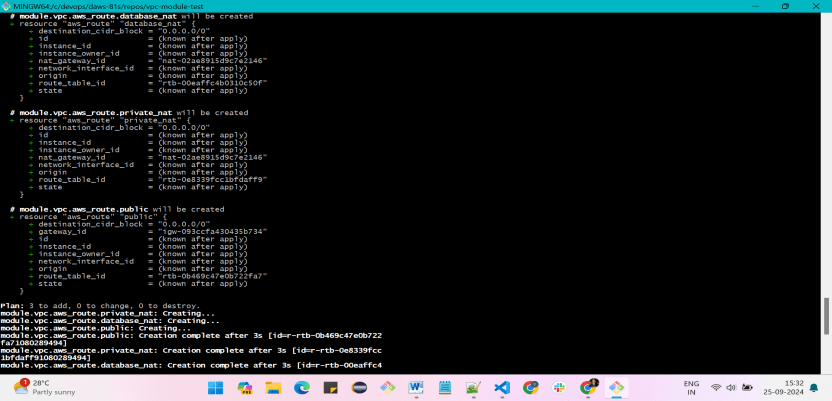 MINGW64:/c/devops/daws-81s/repos/vpc-module-test
# module.vpc.aws_route.database_nat will be created
+ resource "aws_route" "database_nat" {
+ destination_cidr_block = "0.0.0.0/0"
+ id = (known after apply)
+ instance_id = (known after apply)
+ instance_owner_id = (known after apply)
+ nat_gateway_id = "nat-02ae8915d9c7e2146"
+ network_interface_id = (known after apply)
+ origin = (known after apply)
+ route_table_id = "rtb-00eaffc4b0310c50f"
+ state = (known after apply)
}
# module.vpc.aws_route.private_nat will be created
+ resource "aws_route" "private_nat" {
+ destination_cidr_block = "0.0.0.0/0"
+ id = (known after apply)
+ instance_id = (known after apply)
+ instance_owner_id = (known after apply)
+ nat_gateway_id = "nat-02ae8915d9c7e2146"
+ network_interface_id = (known after apply)
+ origin = (known after apply)
+ route_table_id = "rtb-0e8339fcc1bfdaff9"
+ state = (known after apply)
}
# module.vpc.aws_route.public will be created
+ resource "aws_route" "public" {
+ destination_cidr_block = "0.0.0.0/0"
+ gateway_id = "igw-093ccfa430435b734"
+ id = (known after apply)
+ instance_id = (known after apply)
+ instance_owner_id = (known after apply)
+ network_interface_id = (known after apply)
+ origin = (known after apply)
+ route_table_id = "rtb-0b469c47e0b722fa7"
+ state = (known after apply)
}
Plan: 3 to add, 0 to change, 0 to destroy.
module.vpc.aws_route.private_nat: Creating...
module.vpc.aws_route.database_nat: Creating...
module.vpc.aws_route.public: Creating...
module.vpc.aws_route.public: Creation complete after 3s [id=r-rtb-0b469c47e0b722
fa71080289494]
module.vpc.aws_route.private_nat: Creation complete after 3s [id=r-rtb-0e8339fcc
1bfdaff91080289494]
module.vpc.aws_route.database_nat: Creation complete after 3s [id=r-rtb-00eaffc4
1
28°C
Partly sunny
PRE
ENG
IN
15:32
25-09-2024